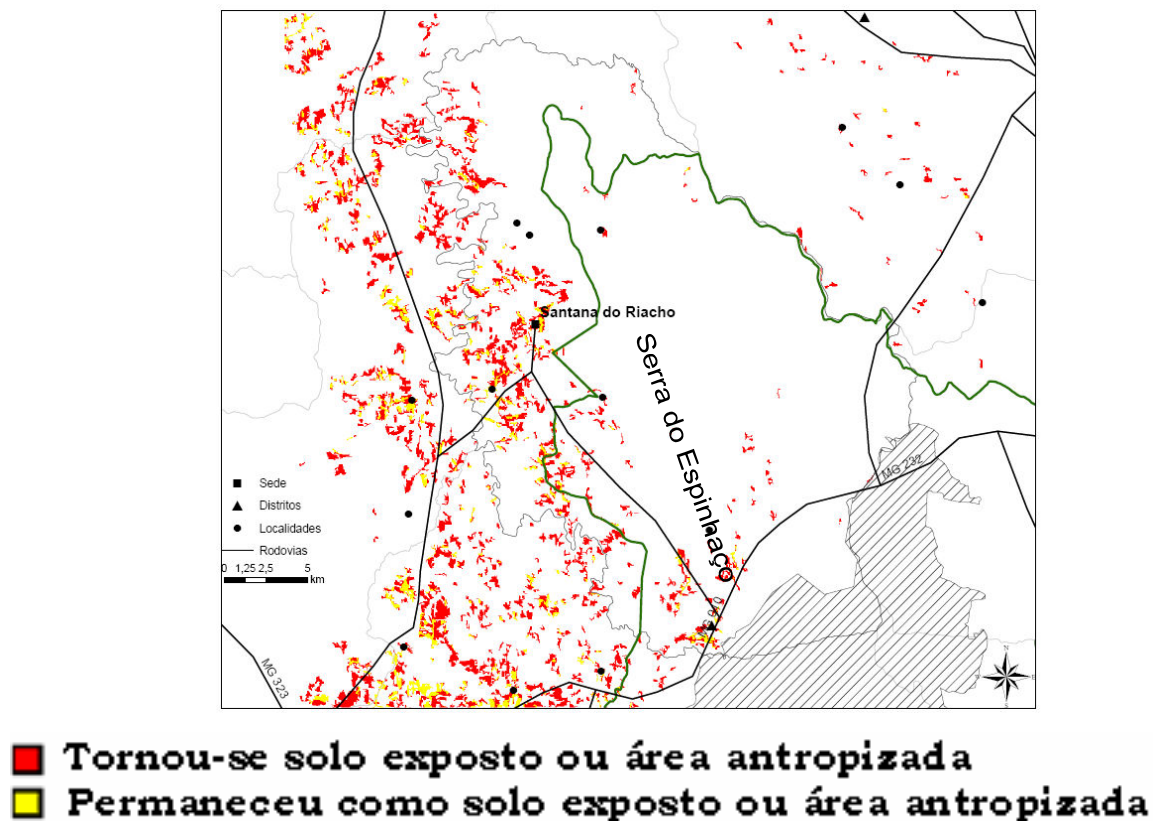 Santana do Riacho
Serra do Espinhaço
MG 232
Sede
Distritos
Localidades
Rodovias
0 1,25 2,5 5
km
MG 323
N
S
Tornou-se solo exposto ou área antropizada
Permaneceu como solo exposto ou área antropizada